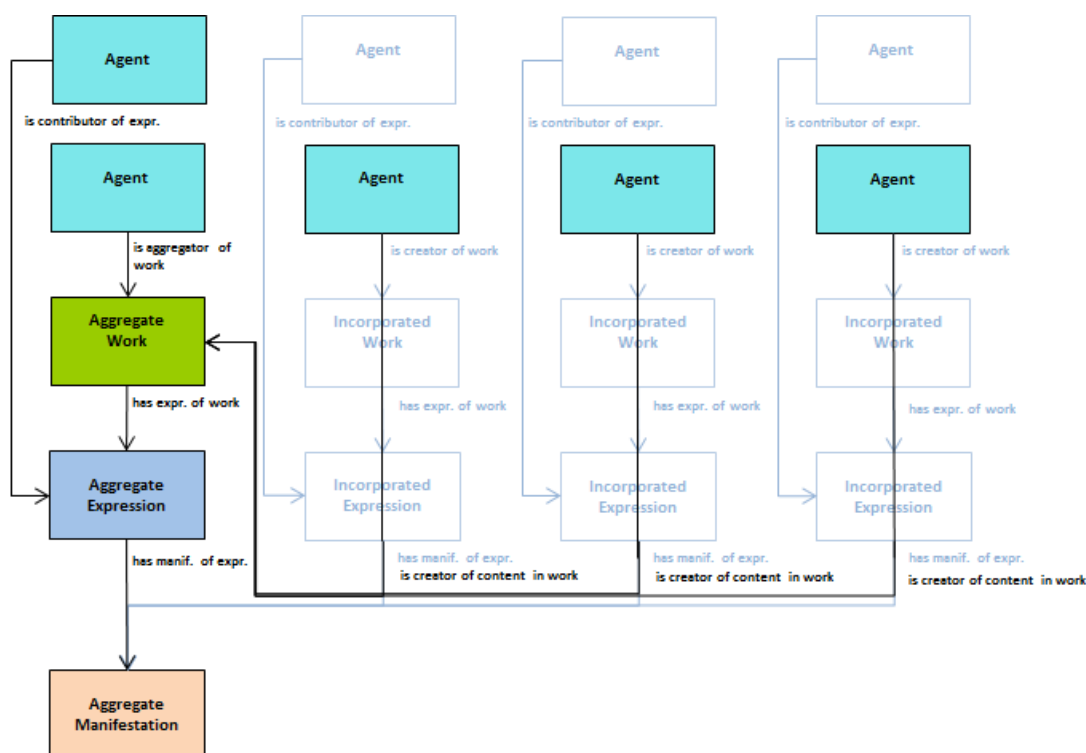 Agent
Agent
Agent
Agent
is contributor of expr.
is contributor of expr.
is contributor of expr.
is contributor of expr.
Agent
Agent
Agent
Agent
is aggregator of
work
is creator of work
is creator of work
is creator of work
Aggregate
Work
Incorporated
Work
Incorporated
Work
Incorporated
Work
has expr. of work
has expr. of work
has expr. of work
has expr. of work
Aggregate
Expression
Incorporated
Expression
Incorporated
Expression
Incorporated
Expression
has manif. of expr.
has manif. of expr.
has manif. of expr.
has manif. of expr.
is creator of content in work
is creator of content in work
is creator of content in work
Aggregate
Manifestation